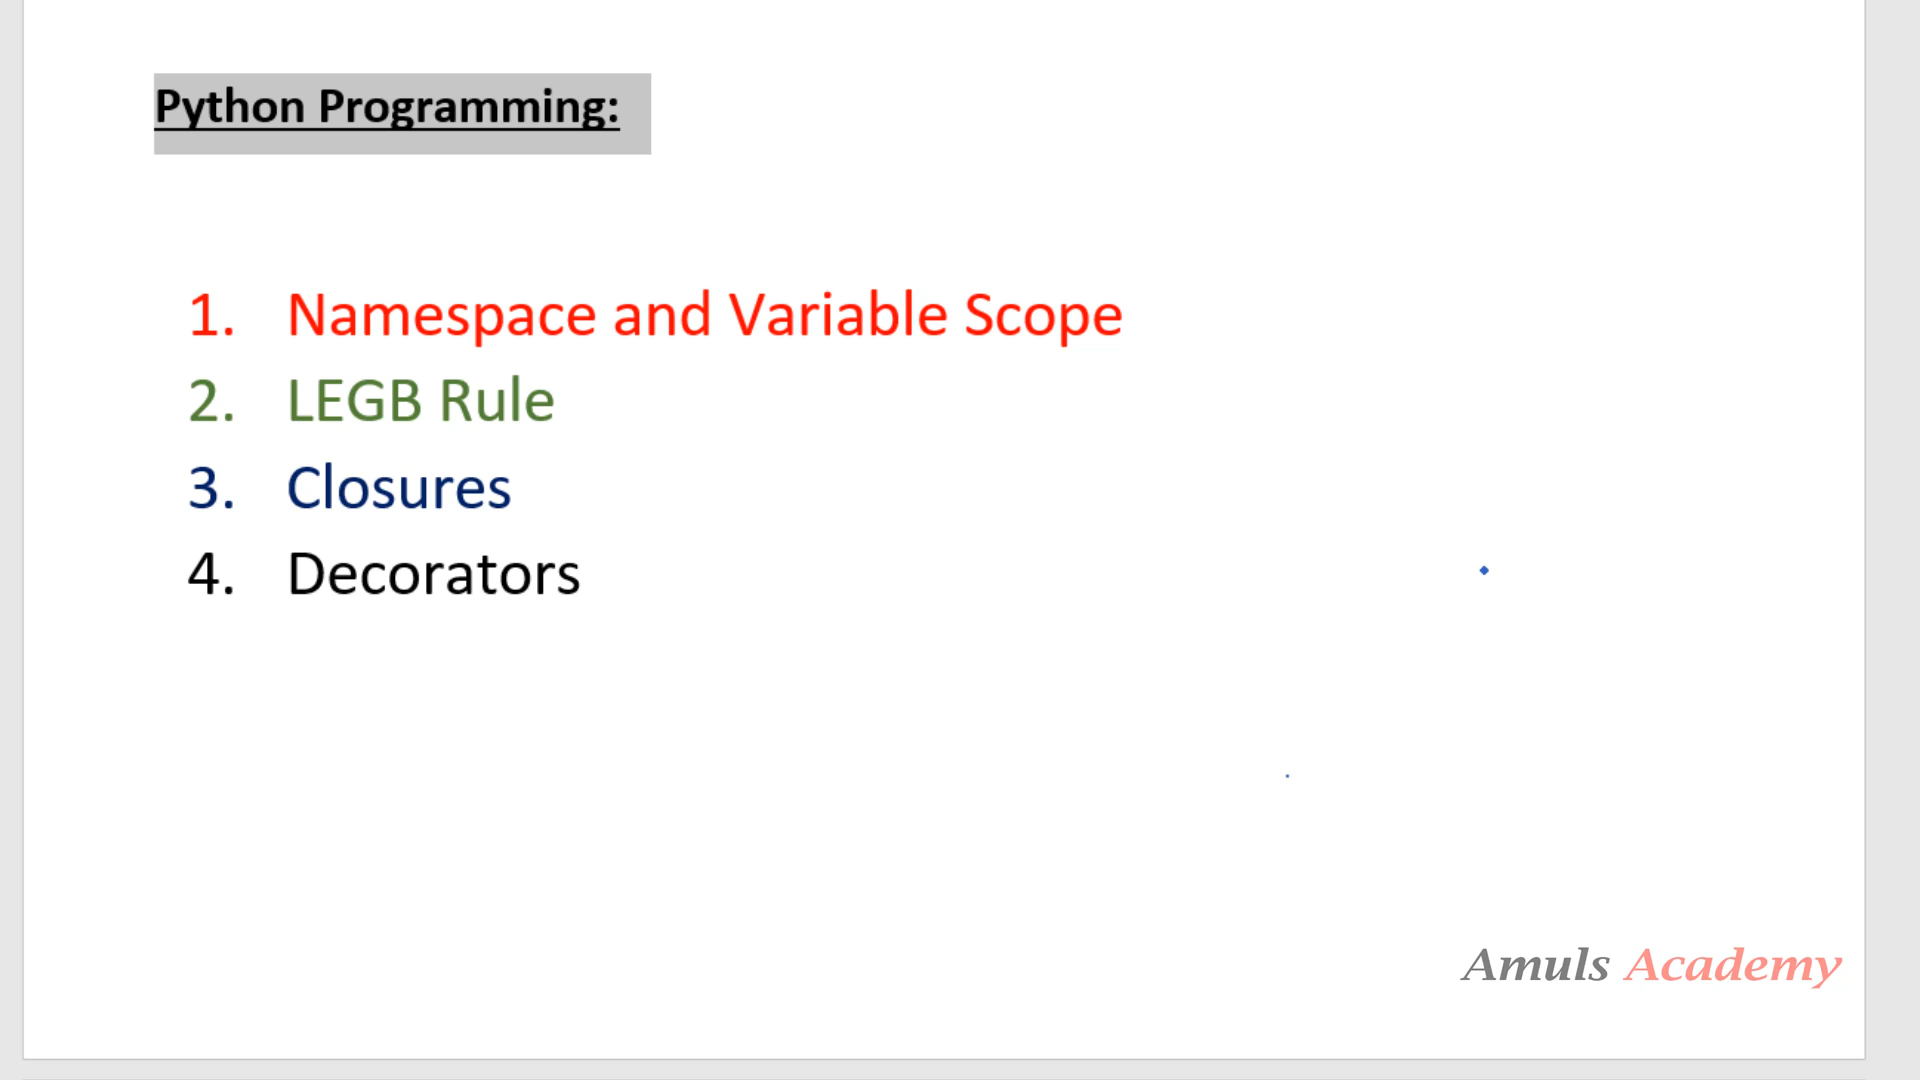 Python Programming:
1. Namespace and Variable Scope
2. LEGB Rule
3. Closures
4. Decorators
Amuls Academy